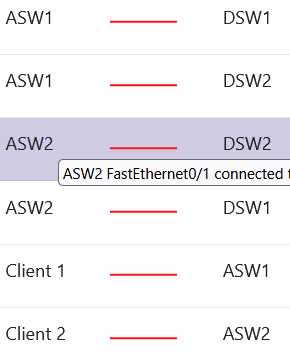 ASW1 DSW1
ASW1 DSW2
ASW2 DSW2
ASW2 FastEthernet0/1 connected
ASW2 DSW1
Client 1 ASW1
Client 2 ASW2